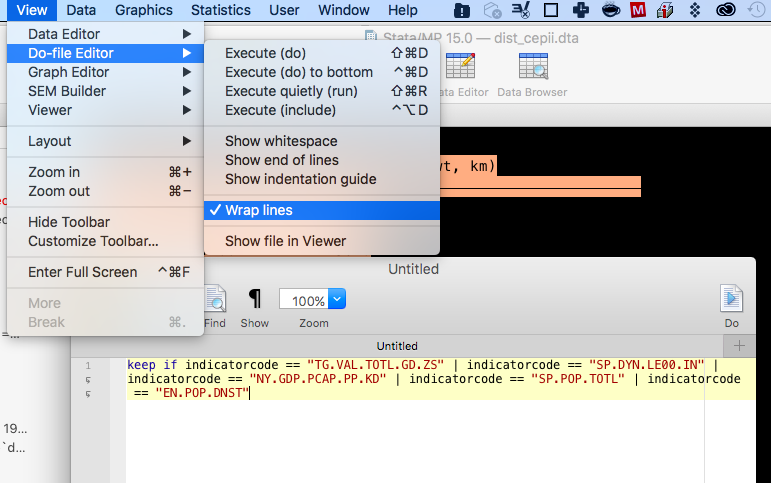 View Data Graphics Statistics User Window Help
Stata/MP 15.0 — dist_cepii.dta
Data Editor
Do-file Editor
Graph Editor
SEM Builder
Viewer
Layout
Zoom in ⌘+
Zoom out ⌘−
Hide Toolbar
Customize Toolbar...
Enter Full Screen ^⌘F
More
Break ⌘.
Execute (do) ⇧⌘D
Execute (do) to bottom ^⌘D
Execute quietly (run) ⇧⌘R
Execute (include) ^⌥D
Show whitespace
Show end of lines
Show indentation guide
✓ Wrap lines
Show file in Viewer
ata Editor Data Browser
t, km)
Untitled
Find Show 100% Zoom Do
Untitled +
1 keep if indicatorcode == "TG.VAL.TOTL.GD.ZS" | indicatorcode == "SP.DYN.LE00.IN" |
indicatorcode == "NY.GDP.PCAP.PP.KD" | indicatorcode == "SP.POP.TOTL" | indicatorcode
== "EN.POP.DNST"
=...
19...
`d...